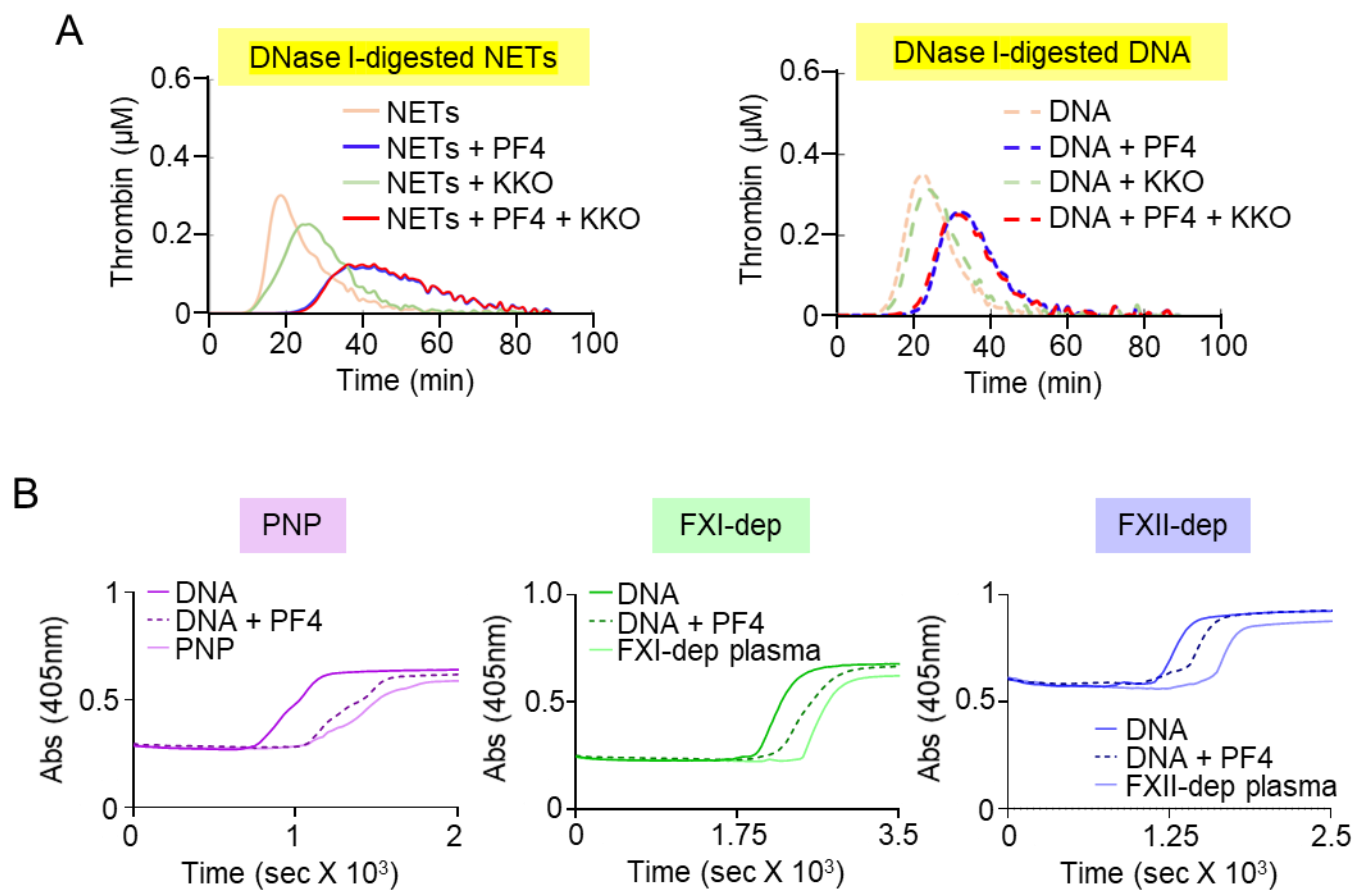 A
DNase I-digested NETs
0.6
0.4
0.2
0
Thrombin (µM)
NETs
NETs + PF4
NETs + KKO
NETs + PF4 + KKO
0 20 40 60 80 100
Time (min)
DNase I-digested DNA
0.6
0.4
0.2
0
Thrombin (µM)
DNA
DNA + PF4
DNA + KKO
DNA + PF4 + KKO
0 20 40 60 80 100
Time (min)
B
PNP
1
0.5
0
Abs (405nm)
DNA
DNA + PF4
PNP
0 1 2
Time (sec X 10³)
FXI-dep
1.0
0.5
0
Abs (405nm)
DNA
DNA + PF4
FXI-dep plasma
0 1.75 3.5
Time (sec X 10³)
FXII-dep
1
0.5
0
Abs (405nm)
DNA
DNA + PF4
FXII-dep plasma
0 1.25 2.5
Time (sec X 10³)